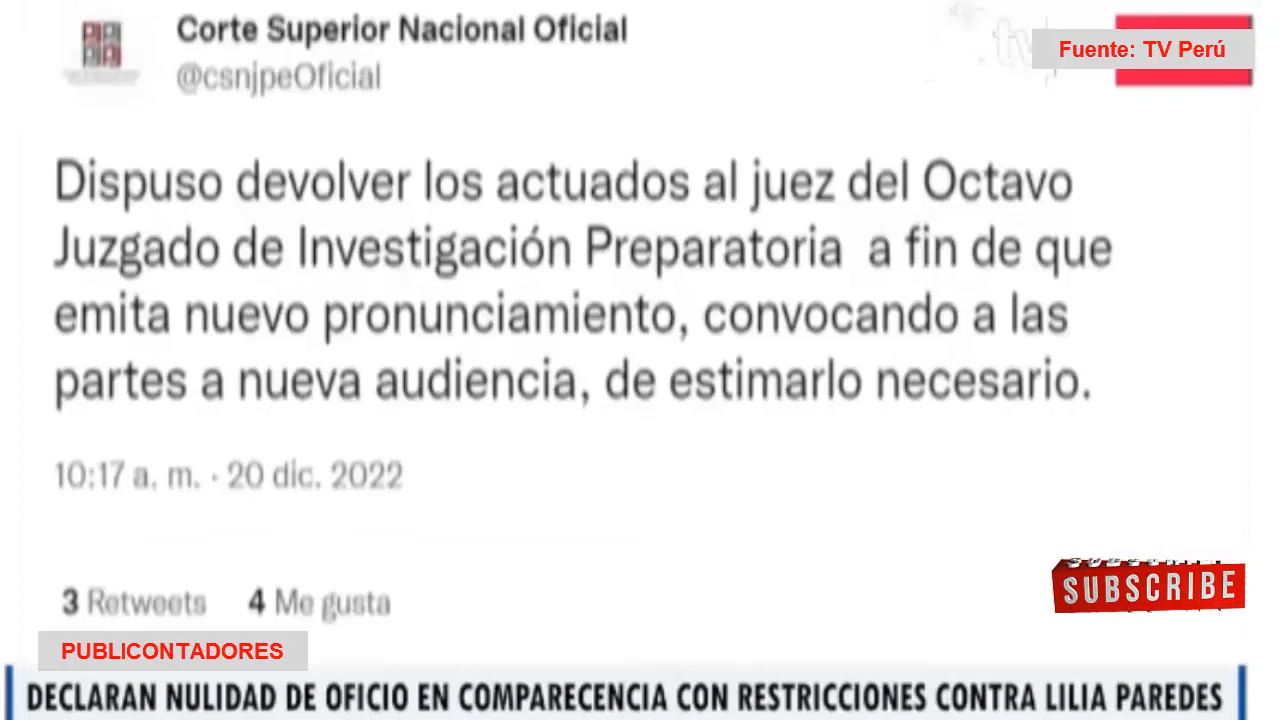 Corte Superior Nacional Oficial
@csnjpeOficial
Fuente: TV Perú
Dispuso devolver los actuados al juez del Octavo
Juzgado de Investigación Preparatoria a fin de que
emita nuevo pronunciamiento, convocando a las
partes a nueva audiencia, de estimarlo necesario.
10:17 a. m. · 20 dic. 2022
3 Retweets 4 Me gusta
SUBSCRIBE
PUBLICONTADORES
DECLARAN NULIDAD DE OFICIO EN COMPARECENCIA CON RESTRICCIONES CONTRA LILIA PAREDES